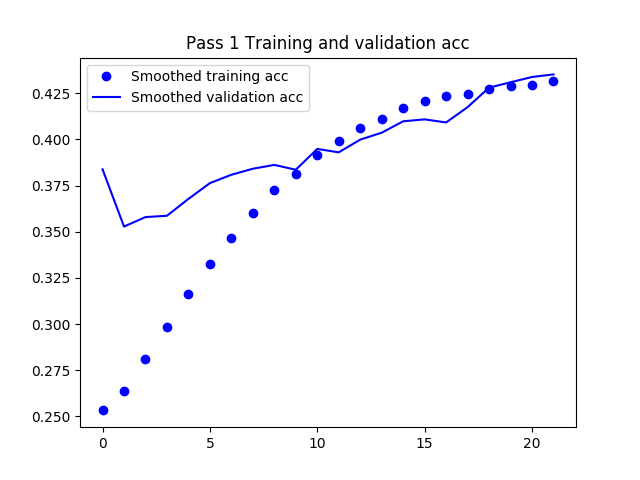 Pass 1 Training and validation acc
Smoothed training acc
Smoothed validation acc
0.425
0.400
0.375
0.350
0.325
0.300
0.275
0.250
0 5 10 15 20